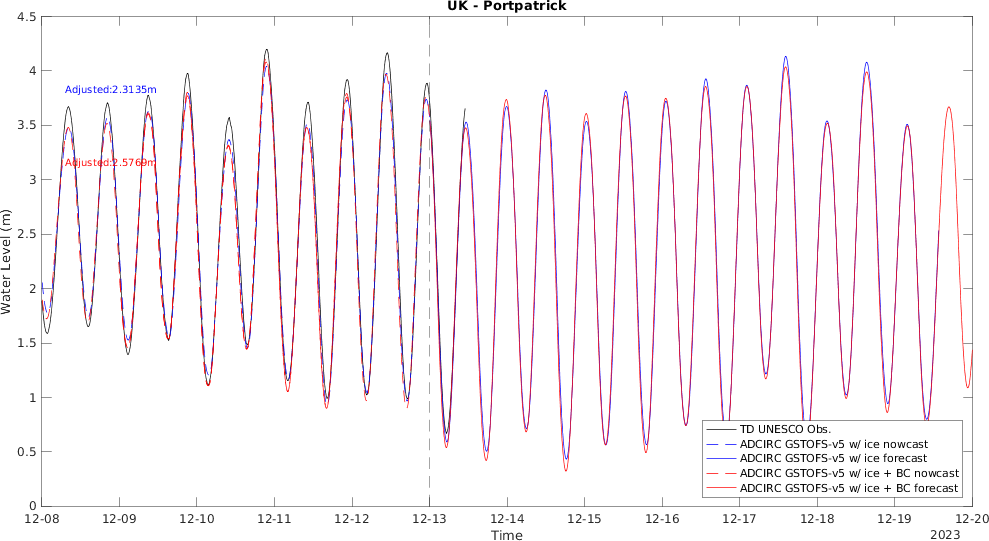 UK - Portpatrick
4.5
4
3.5
3
2.5
2
1.5
1
0.5
0
Water Level (m)
Adjusted:2.3135m
Adjusted:2.5769m
TD UNESCO Obs.
ADCIRC GSTOFS-v5 w/ ice nowcast
ADCIRC GSTOFS-v5 w/ ice forecast
ADCIRC GSTOFS-v5 w/ ice + BC nowcast
ADCIRC GSTOFS-v5 w/ ice + BC forecast
12-08 12-09 12-10 12-11 12-12 12-13 12-14 12-15 12-16 12-17 12-18 12-19 12-20
Time
2023